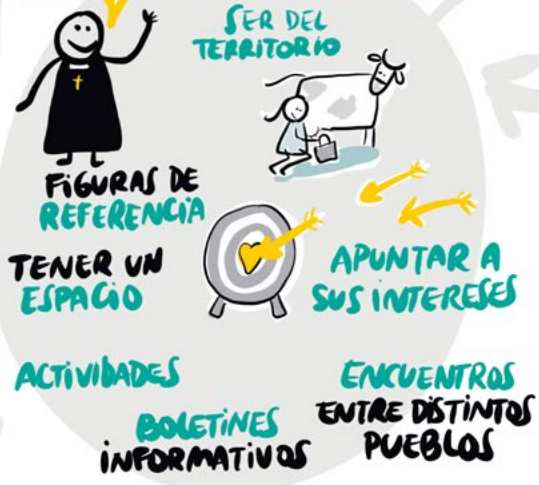 SER DEL
TERRITORIO
FIGURAS DE
REFERENCIA
TENER UN
ESPACIO
APUNTAR A
SUS INTERESES
ACTIVIDADES
BOLETINES
INFORMATIVOS
ENCUENTROS
ENTRE DISTINTOS
PUEBLOS